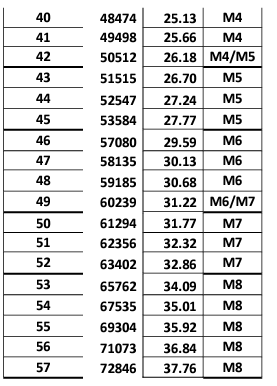 40 48474 25.13 M4
41 49498 25.66 M4
42 50512 26.18 M4/M5
43 51515 26.70 M5
44 52547 27.24 M5
45 53584 27.77 M5
46 57080 29.59 M6
47 58135 30.13 M6
48 59185 30.68 M6
49 60239 31.22 M6/M7
50 61294 31.77 M7
51 62356 32.32 M7
52 63402 32.86 M7
53 65762 34.09 M8
54 67535 35.01 M8
55 69304 35.92 M8
56 71073 36.84 M8
57 72846 37.76 M8